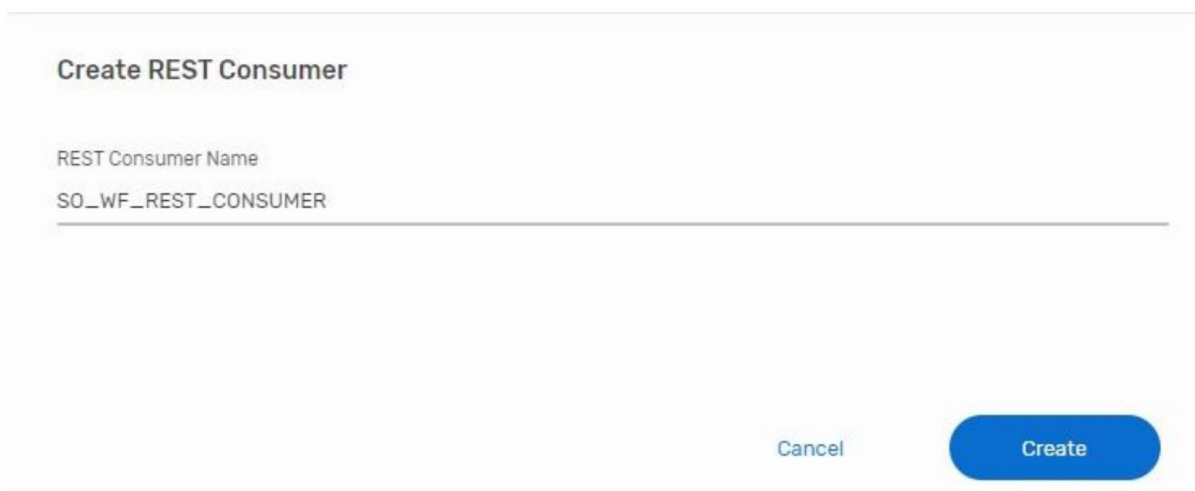 Create REST Consumer
REST Consumer Name
SO_WF_REST_CONSUMER
Cancel
Create